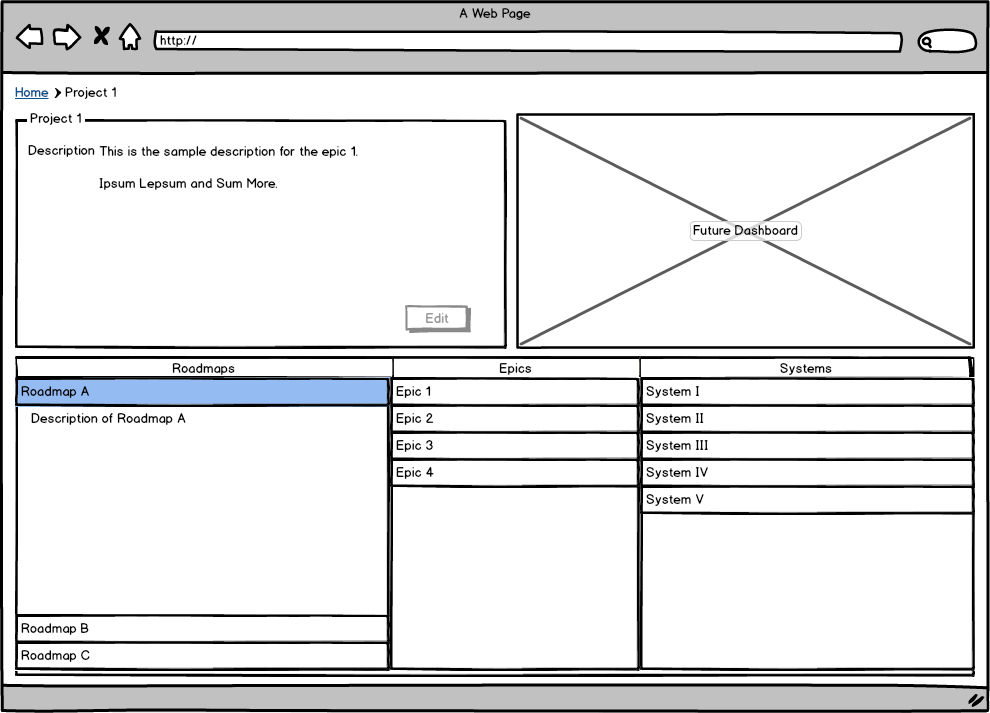 A Web Page
http://
Home Project 1
Project 1
Description This is the sample description for the epic 1.
Ipsum Lepsum and Sum More.
Edit
Future Dashboard
Roadmaps Epics Systems
Roadmap A Epic 1 System I
Description of Roadmap A Epic 2 System II
Epic 3 System III
Epic 4 System IV
System V
Roadmap B
Roadmap C